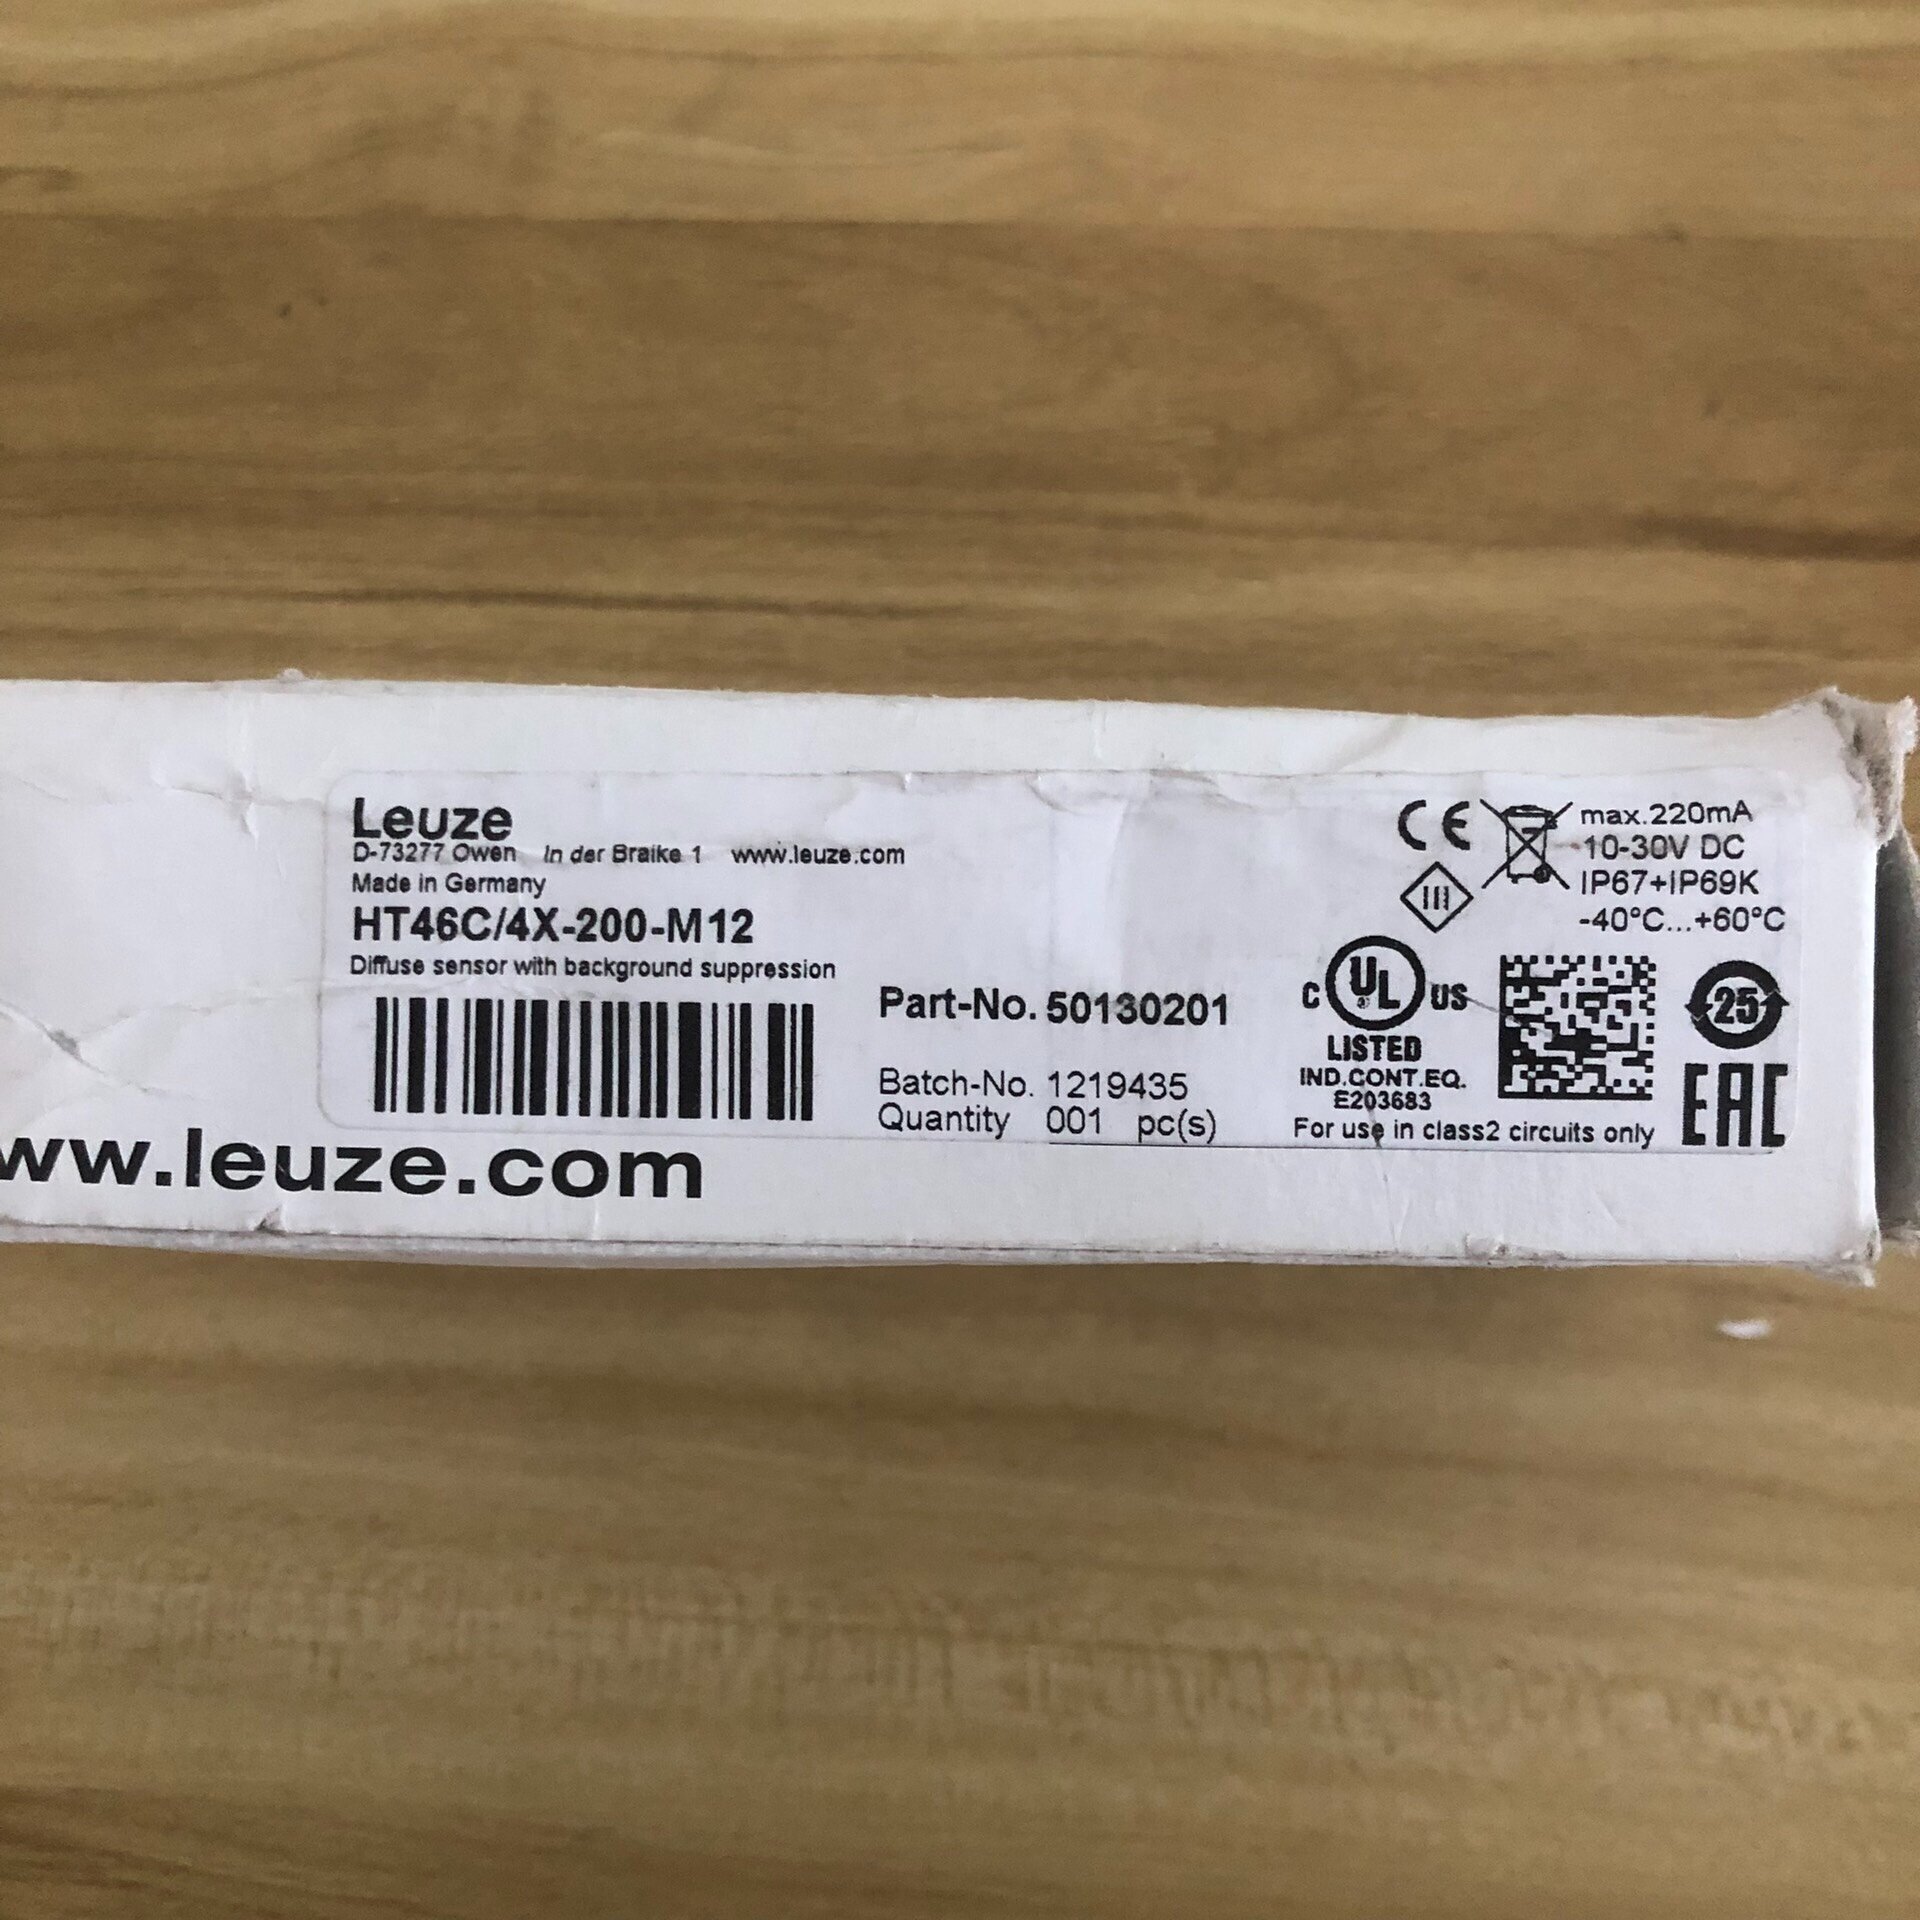 Leuze
D-73277 Owen In der Braike 1 www.leuze.com
Made in Germany
HT46C/4X-200-M12
Diffuse sensor with background suppression
Part-No. 50130201
Batch-No. 1219435
Quantity 001 pc(s)
CE
max.220mA
10-30V DC
IP67+IP69K
-40°C...+60°C
III
C UL US
LISTED
IND.CONT.EQ.
E203683
For use in class2 circuits only
25
EAC
ww.leuze.com